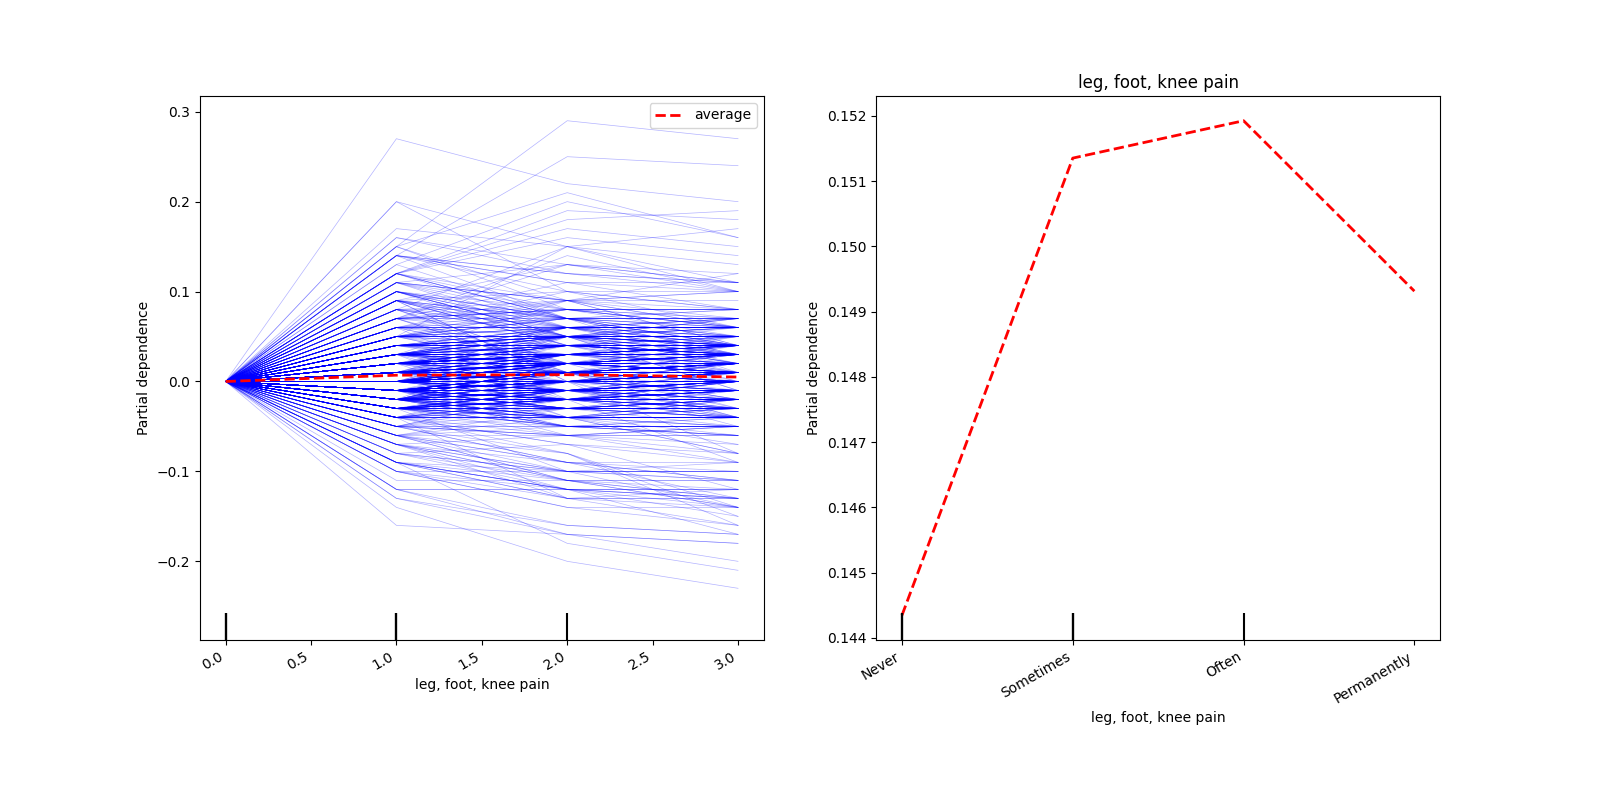 average
0.3
0.2
0.1
0.0
−0.1
−0.2
Partial dependence
0.0
0.5
1.0
1.5
2.0
2.5
3.0
leg, foot, knee pain
leg, foot, knee pain
0.152
0.151
0.150
0.149
0.148
0.147
0.146
0.145
0.144
Partial dependence
Never
Sometimes
Often
Permanently
leg, foot, knee pain